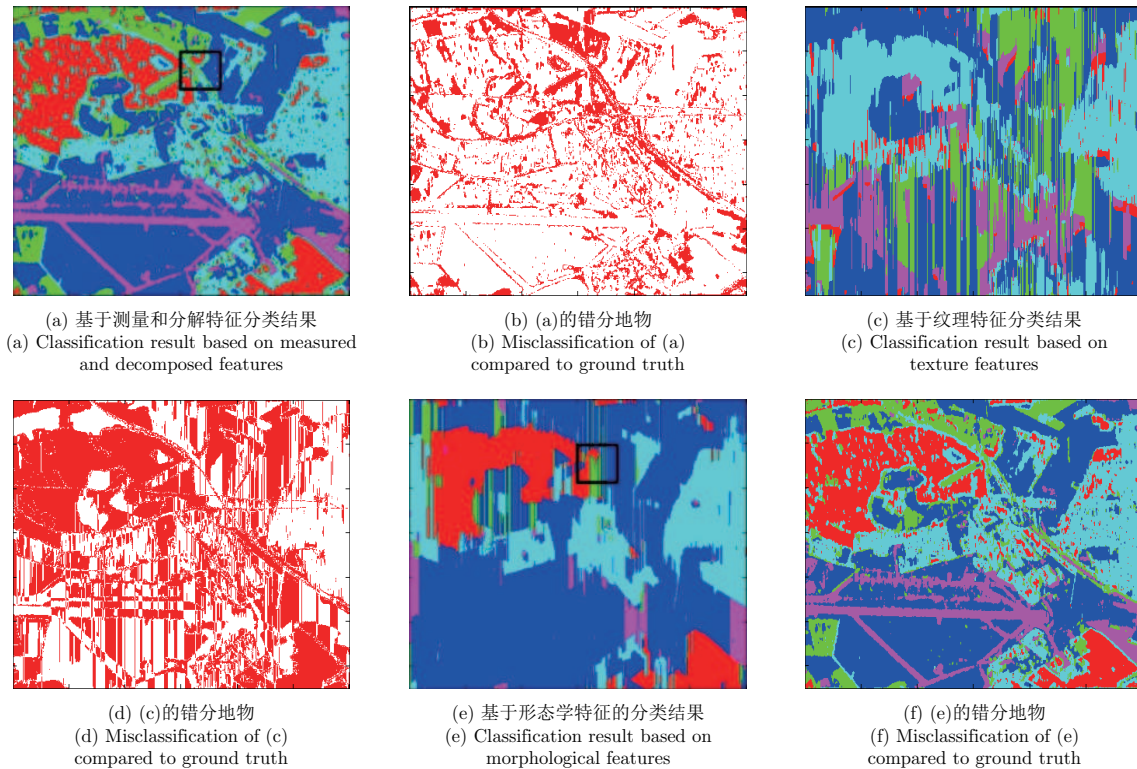 (a) 基于测量和分解特征分类结果
(a) Classification result based on measured
and decomposed features
(b) (a)的错分地物
(b) Misclassification of (a)
compared to ground truth
(c) 基于纹理特征分类结果
(c) Classification result based on
texture features
(d) (c)的错分地物
(d) Misclassification of (c)
compared to ground truth
(e) 基于形态学特征的分类结果
(e) Classification result based on
morphological features
(f) (e)的错分地物
(f) Misclassification of (e)
compared to ground truth